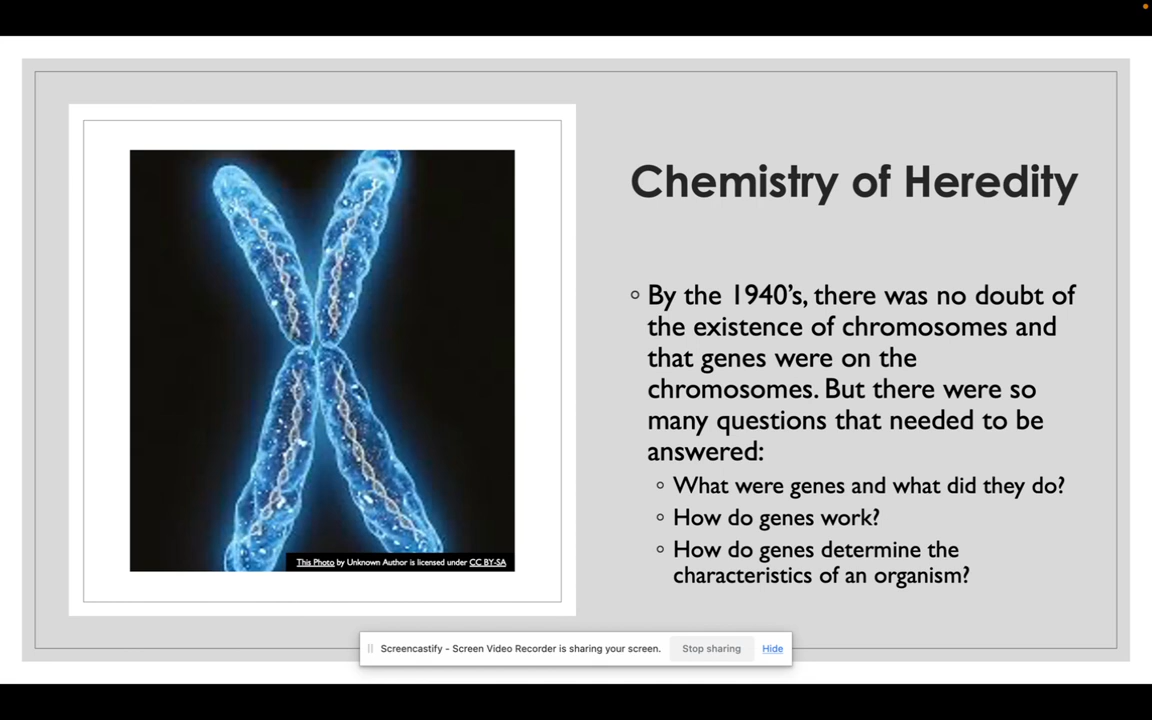 Chemistry of Heredity
◦ By the 1940’s, there was no doubt of
the existence of chromosomes and
that genes were on the
chromosomes. But there were so
many questions that needed to be
answered:
◦ What were genes and what did they do?
◦ How do genes work?
◦ How do genes determine the
characteristics of an organism?
This Photo by Unknown Author is licensed under CC BY-SA
Screencastify - Screen Video Recorder is sharing your screen. Stop sharing Hide